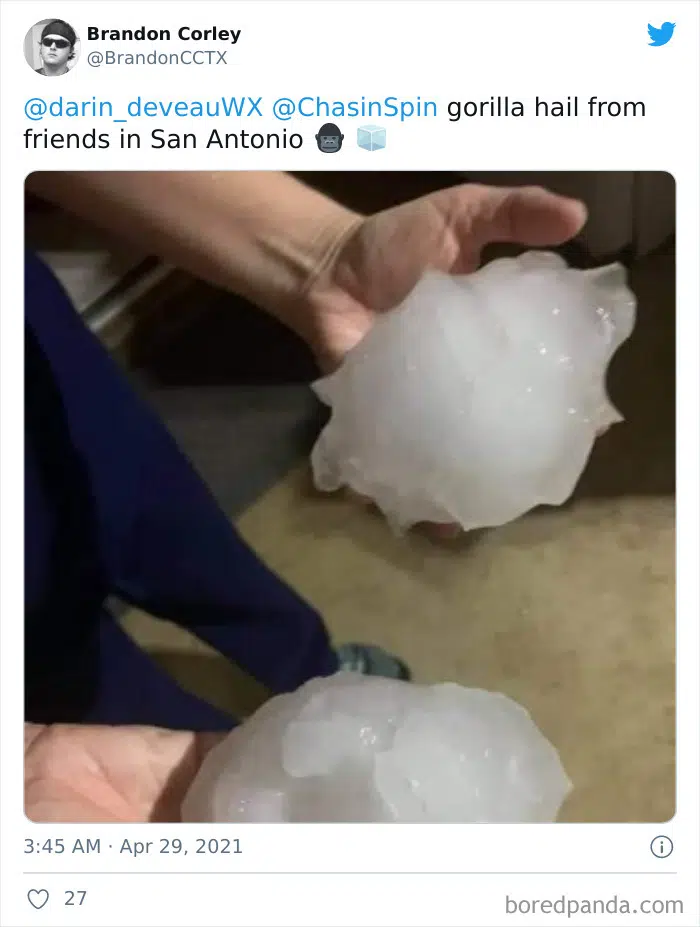 Brandon Corley
@BrandonCCTX
@darin_deveauWX @ChasinSpin gorilla hail from
friends in San Antonio 🦍 🧊
3:45 AM · Apr 29, 2021
27
boredpanda.com